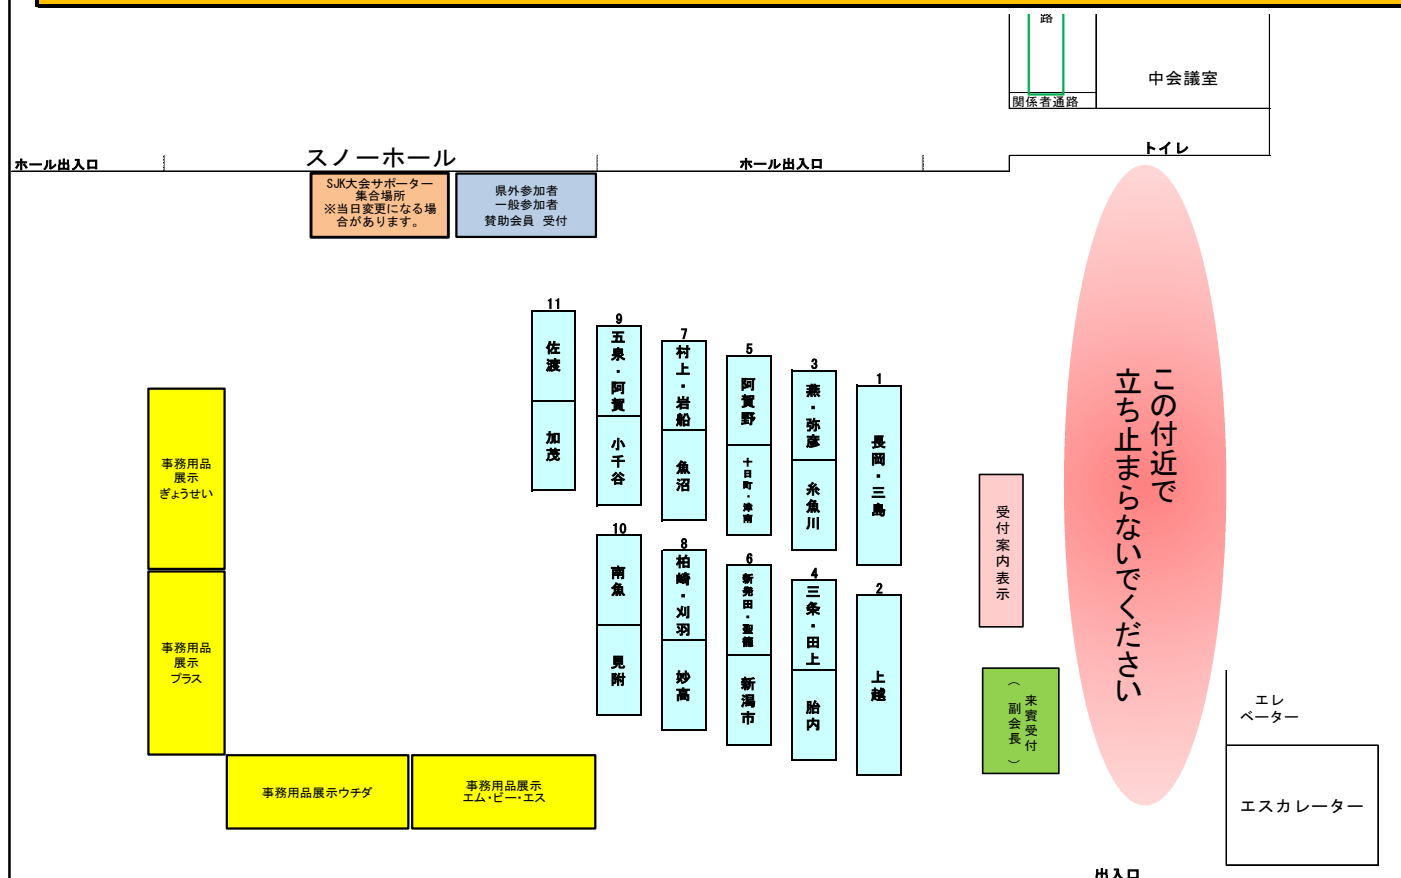 路
中会議室
関係者通路
トイレ
ホール出入口
スノーホール
ホール出入口
SJK大会サポーター
集合場所
※当日変更になる場
合があります。
県外参加者
一般参加者
賛助会員 受付
11
佐渡
加茂
9
五泉・阿賀
小千谷
7
村上・岩船
魚沼
5
阿賀野
十日町・津南
3
燕・弥彦
糸魚川
1
長岡・三島
10
南魚
見附
8
柏崎・刈羽
妙高
6
新発田・聖籠
新潟市
4
三条・田上
胎内
2
上越
この付近で
立ち止まらないでください
受付案内表示
来賓受付
(副会長)
事務用品
展示
ぎょうせい
事務用品
展示
プラス
事務用品展示ウチダ
事務用品展示
エム・ビー・エス
エレ
ベーター
エスカレーター
出入口